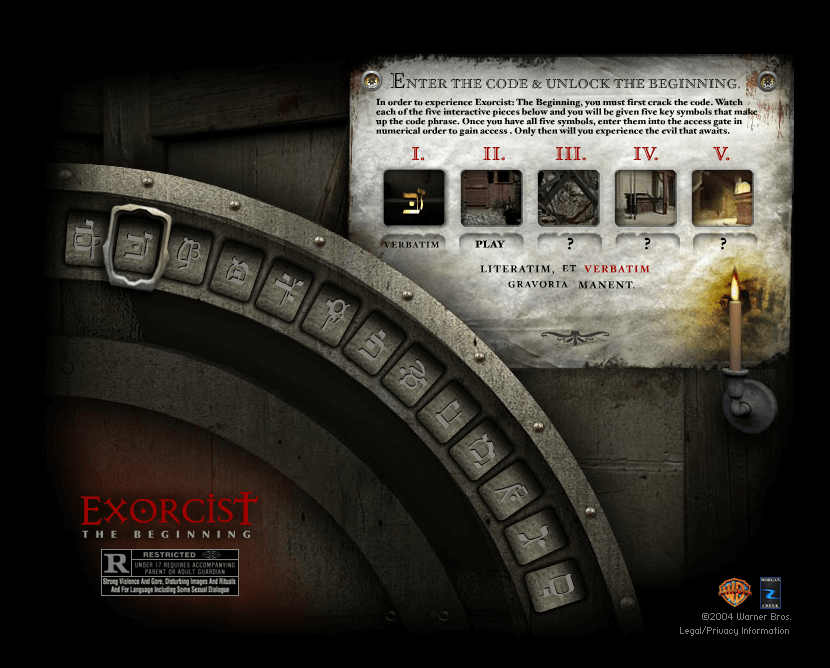 ENTER THE CODE & UNLOCK THE BEGINNING.
In order to experience Exorcist: The Beginning, you must first crack the code. Watch
each of the five interactive pieces below and you will be given five key symbols that make
up the code phrase. Once you have all five symbols, enter them into the access gate in
numerical order to gain access . Only then will you experience the evil that awaits.
I. II. III. IV. V.
VERBATIM PLAY ? ? ?
LITERATIM, ET VERBATIM
GRAVORIA MANENT.
EXORCIST
THE BEGINNING
R RESTRICTED
UNDER 17 REQUIRES ACCOMPANYING
PARENT OR ADULT GUARDIAN
Strong Violence And Gore, Disturbing Images And Rituals
And For Language Including Some Sexual Dialogue
MORGAN
CREEK
©2004 Warner Bros.
Legal/Privacy Information